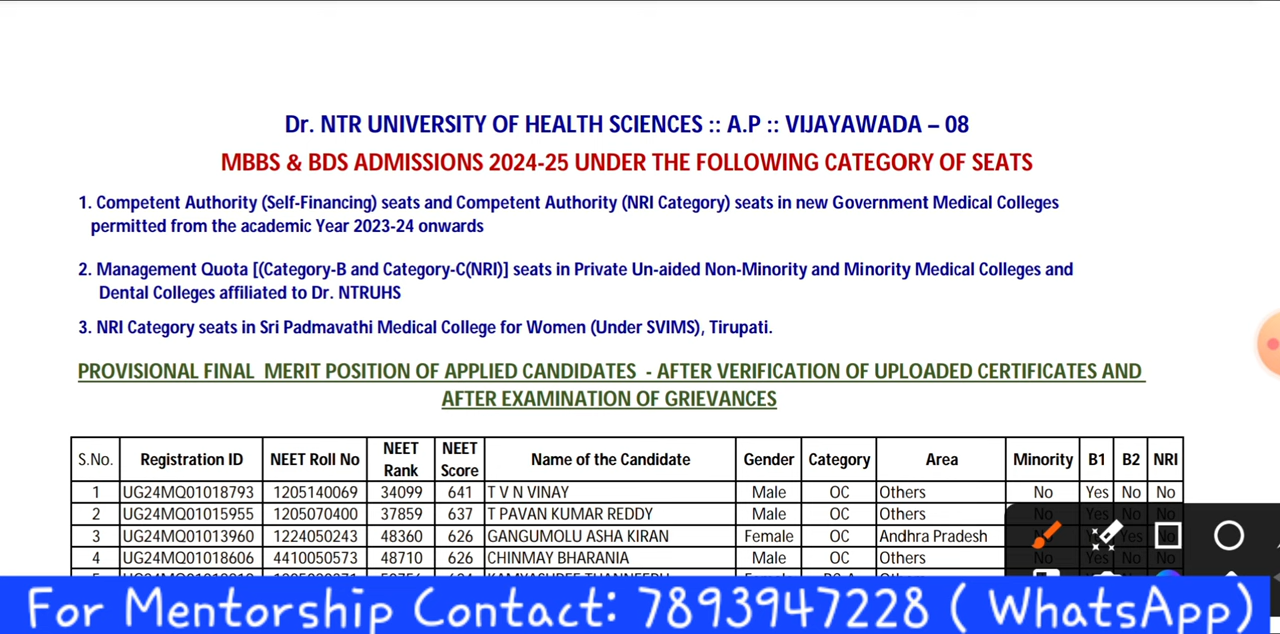 Dr. NTR UNIVERSITY OF HEALTH SCIENCES :: A.P :: VIJAYAWADA – 08
MBBS & BDS ADMISSIONS 2024-25 UNDER THE FOLLOWING CATEGORY OF SEATS
1. Competent Authority (Self-Financing) seats and Competent Authority (NRI Category) seats in new Government Medical Colleges
permitted from the academic Year 2023-24 onwards
2. Management Quota [(Category-B and Category-C(NRI)] seats in Private Un-aided Non-Minority and Minority Medical Colleges and
Dental Colleges affiliated to Dr. NTRUHS
3. NRI Category seats in Sri Padmavathi Medical College for Women (Under SVIMS), Tirupati.
PROVISIONAL FINAL MERIT POSITION OF APPLIED CANDIDATES - AFTER VERIFICATION OF UPLOADED CERTIFICATES AND
AFTER EXAMINATION OF GRIEVANCES
S.No. Registration ID NEET Roll No NEET Rank NEET Score Name of the Candidate Gender Category Area Minority B1 B2 NRI
1 UG24MQ01018793 1205140069 34099 641 T V N VINAY Male OC Others No Yes No No
2 UG24MQ01015955 1205070400 37859 637 T PAVAN KUMAR REDDY Male OC Others No Yes No No
3 UG24MQ01013960 1224050243 48360 626 GANGUMOLU ASHA KIRAN Female OC Andhra Pradesh
4 UG24MQ01018606 4410050573 48710 626 CHINMAY BHARANIA Male OC Others No Yes No No
For Mentorship Contact: 7893947228 ( WhatsApp)